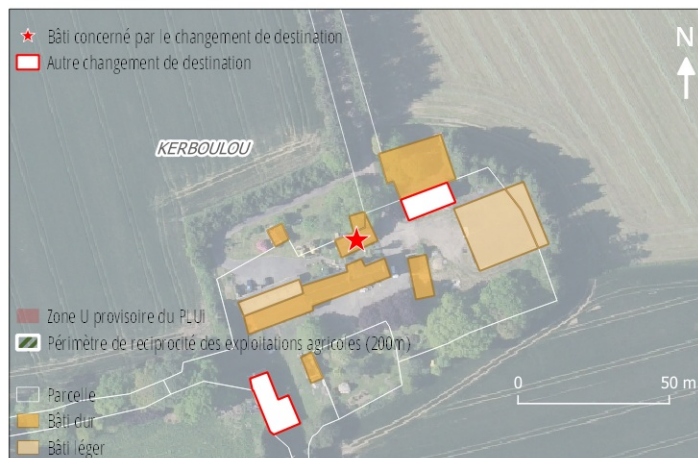 Bâti concerné par le changement de destination
Autre changement de destination
N
KERBOULOU
Zone U provisoire du PLUi
Périmètre de reciprocité des exploitations agricoles (200m)
Parcelle
Bâti dur
Bâti léger
0 50 m